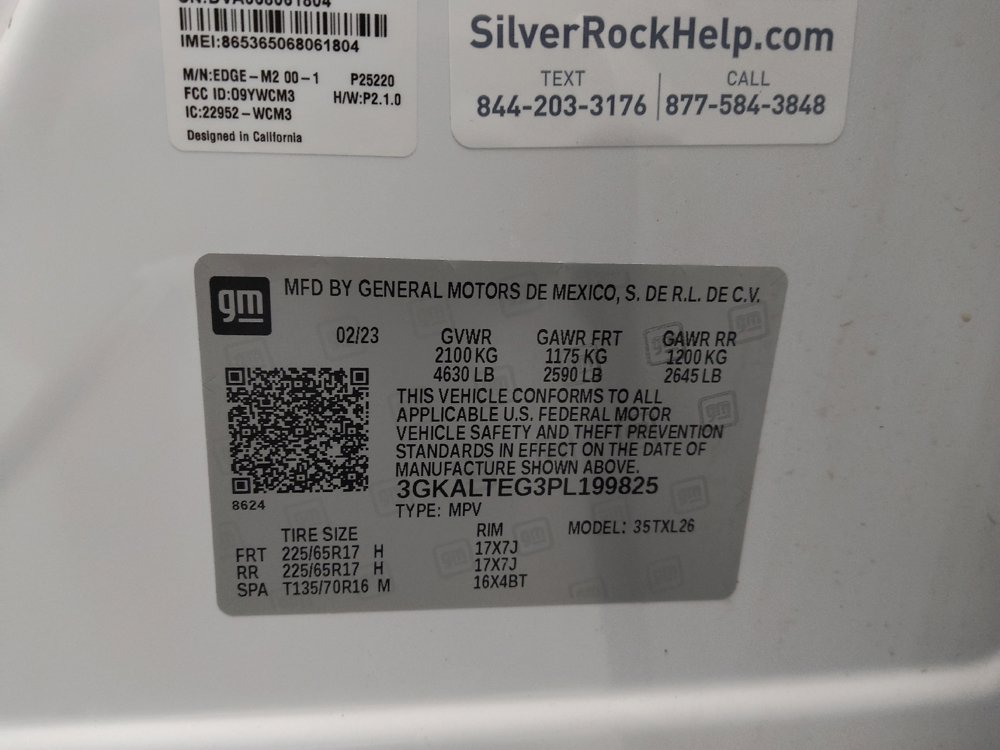 IMEI:865365068061804
M/N:EDGE-M2 00-1 P25220
FCC ID:O9YWCM3 H/W:P2.1.0
IC:22952-WCM3
Designed in California
SilverRockHelp.com
TEXT CALL
844-203-3176 877-584-3848
gm MFD BY GENERAL MOTORS DE MEXICO, S. DE R.L. DE C.V.
02/23 GVWR GAWR FRT GAWR RR
2100 KG 1175 KG 1200 KG
4630 LB 2590 LB 2645 LB
THIS VEHICLE CONFORMS TO ALL
APPLICABLE U.S. FEDERAL MOTOR
VEHICLE SAFETY AND THEFT PREVENTION
STANDARDS IN EFFECT ON THE DATE OF
MANUFACTURE SHOWN ABOVE.
3GKALTEG3PL199825
8624
TYPE: MPV
MODEL: 35TXL26
TIRE SIZE RIM
FRT 225/65R17 H 17X7J
RR 225/65R17 H 17X7J
SPA T135/70R16 M 16X4BT